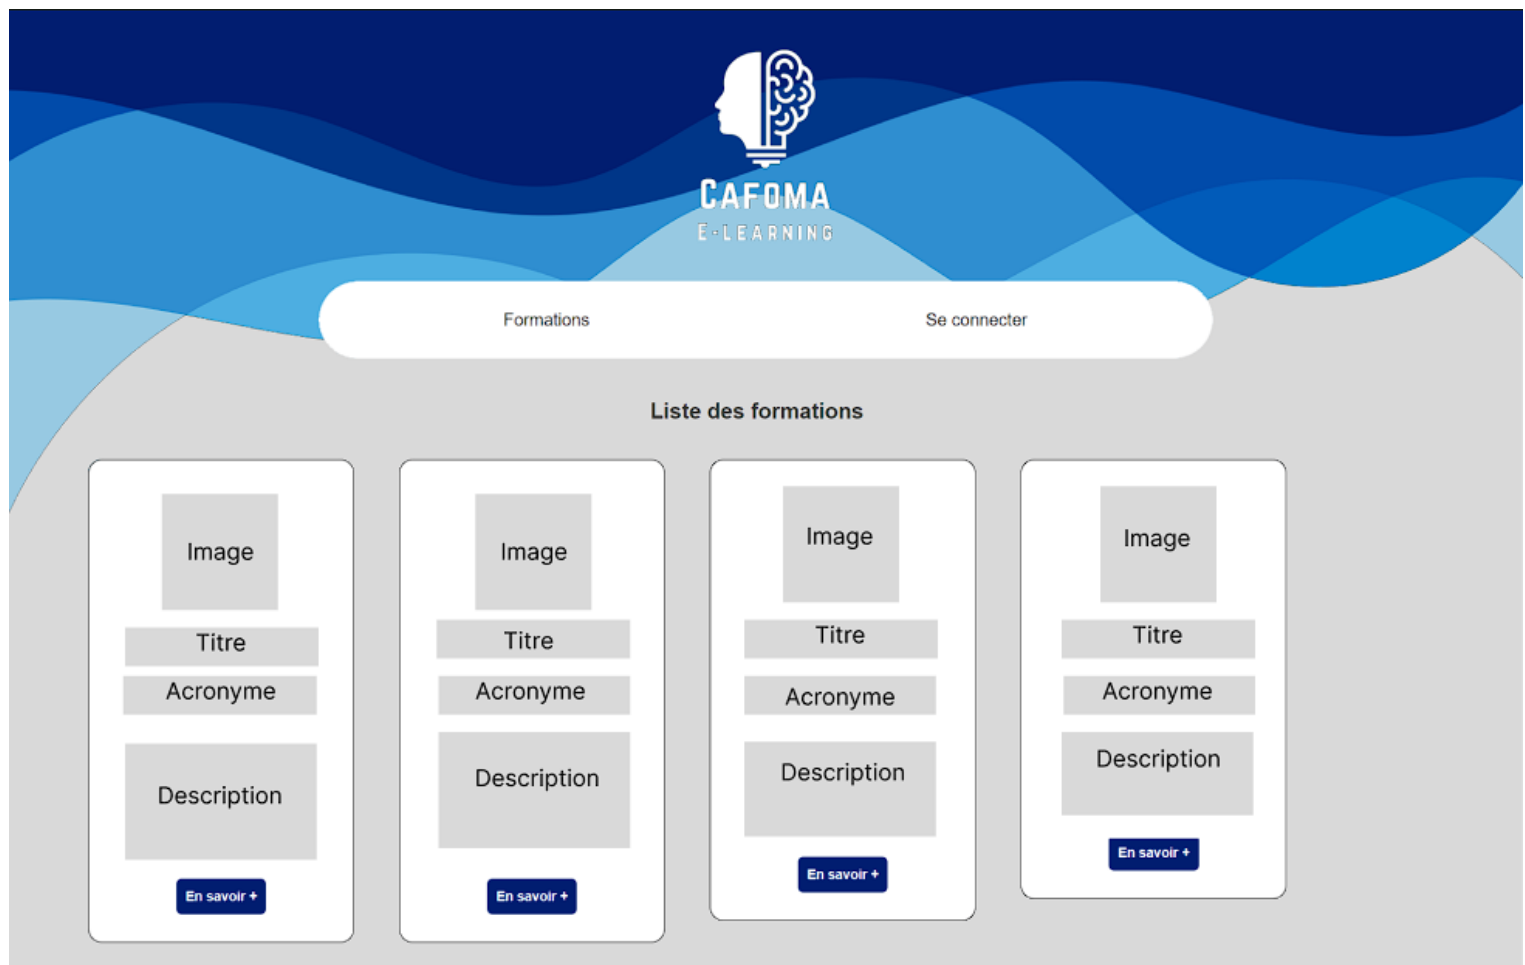 CAFOMA
E-LEARNING
Formations
Se connecter
Liste des formations
Image
Titre
Acronyme
Description
En savoir +
Image
Titre
Acronyme
Description
En savoir +
Image
Titre
Acronyme
Description
En savoir +
Image
Titre
Acronyme
Description
En savoir +